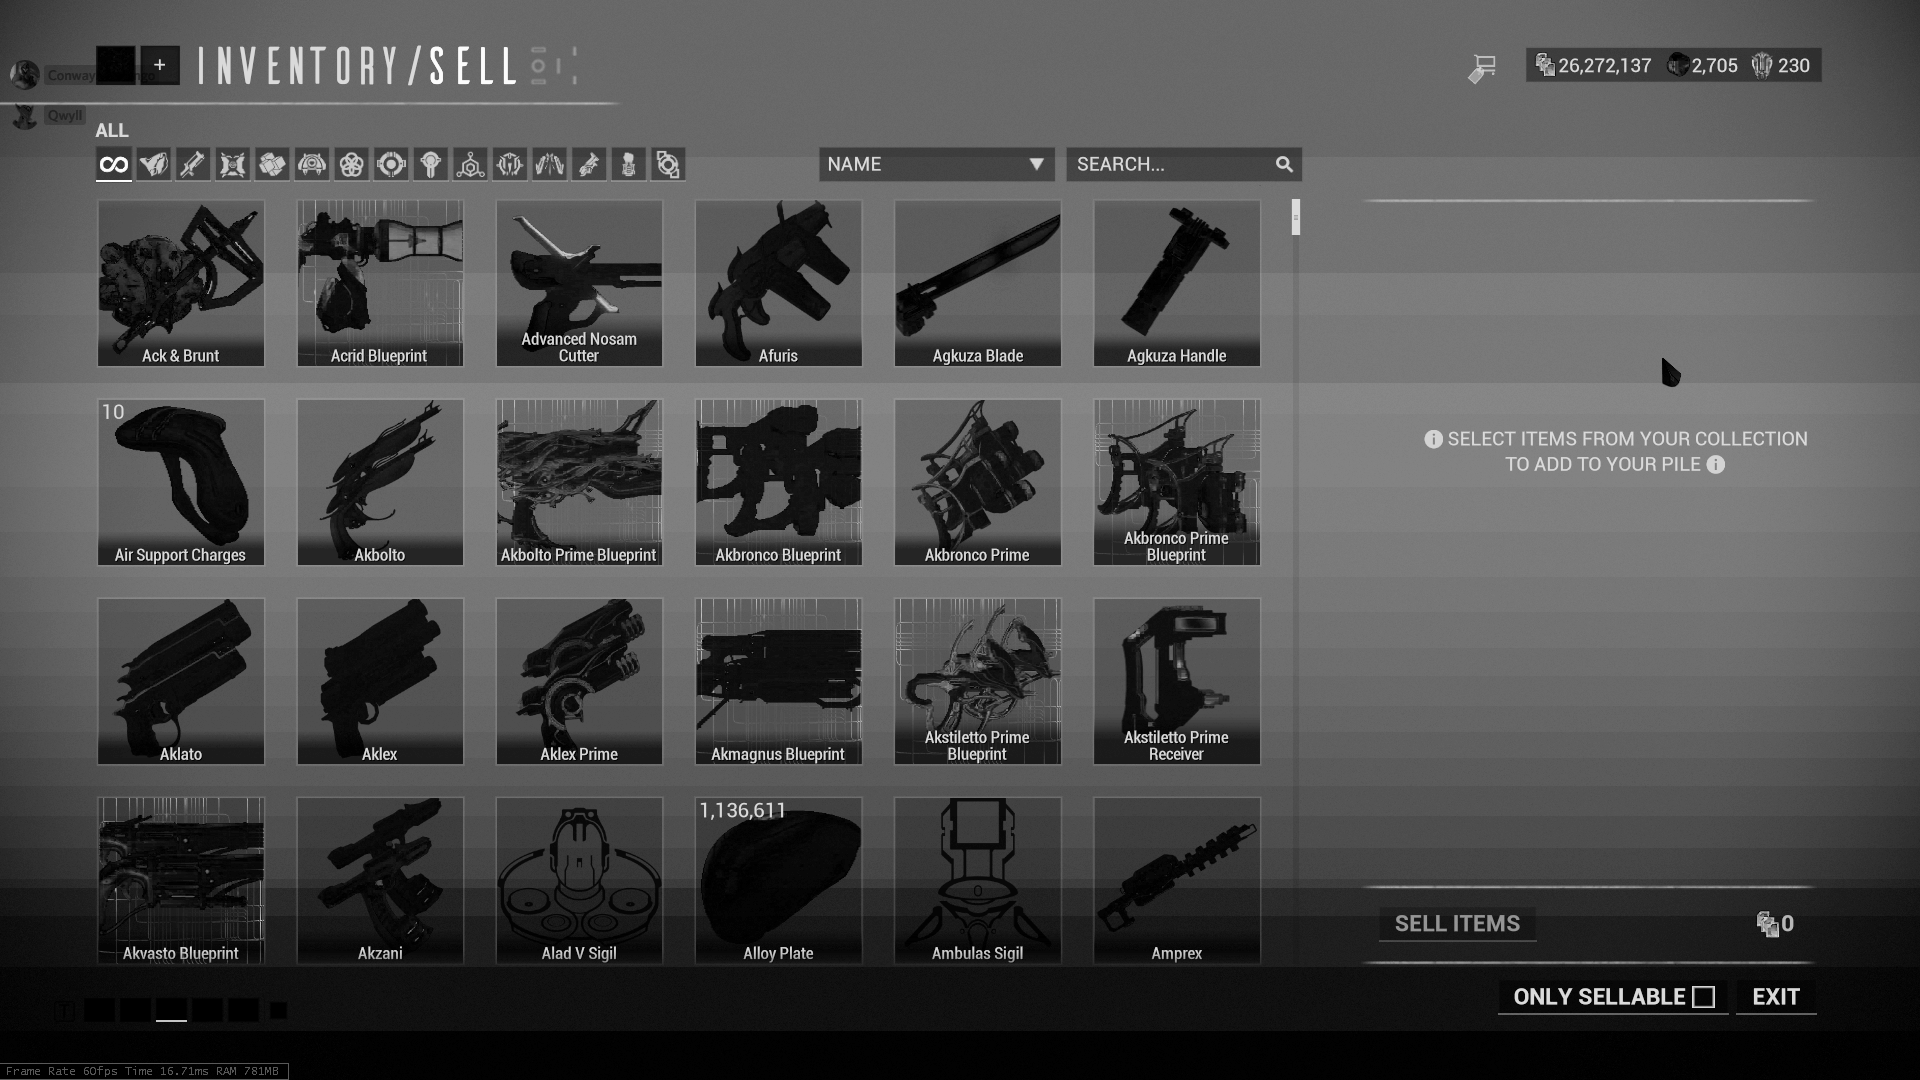 INVENTORY/SELL
Conway
Qwyll
26,272,137
2,705
230
ALL
NAME
SEARCH...
Ack & Brunt
Acrid Blueprint
Advanced Nosam
Cutter
Afuris
Agkuza Blade
Agkuza Handle
SELECT ITEMS FROM YOUR COLLECTION
TO ADD TO YOUR PILE
10
Air Support Charges
Akbolto
Akbolto Prime Blueprint
Akbronco Blueprint
Akbronco Prime
Akbronco Prime
Blueprint
Aklato
Aklex
Aklex Prime
Akmagnus Blueprint
Akstiletto Prime
Blueprint
Akstiletto Prime
Receiver
Akvasto Blueprint
Akzani
Alad V Sigil
1,136,611
Alloy Plate
Ambulas Sigil
Amprex
SELL ITEMS
0
ONLY SELLABLE
EXIT
T
Frame Rate 60fps Time 16.71ms RAM 781MB